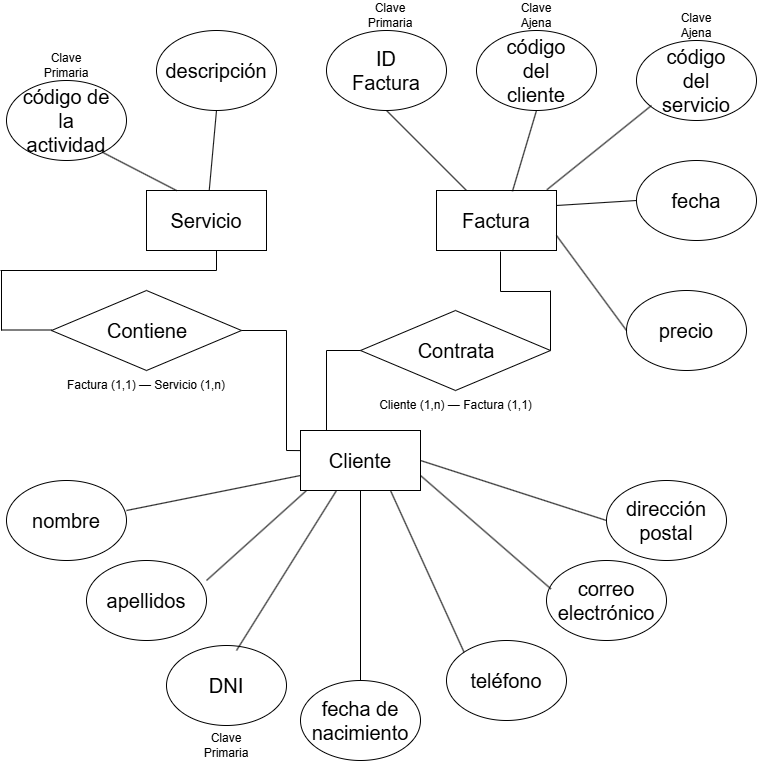 Clave
Primaria
código de
la
actividad
descripción
Clave
Primaria
ID
Factura
Clave
Ajena
código
del
cliente
Clave
Ajena
código
del
servicio
Servicio
Factura
fecha
precio
Contiene
Factura (1,1) — Servicio (1,n)
Contrata
Cliente (1,n) — Factura (1,1)
Cliente
nombre
apellidos
DNI
Clave
Primaria
fecha de
nacimiento
teléfono
correo
electrónico
dirección
postal